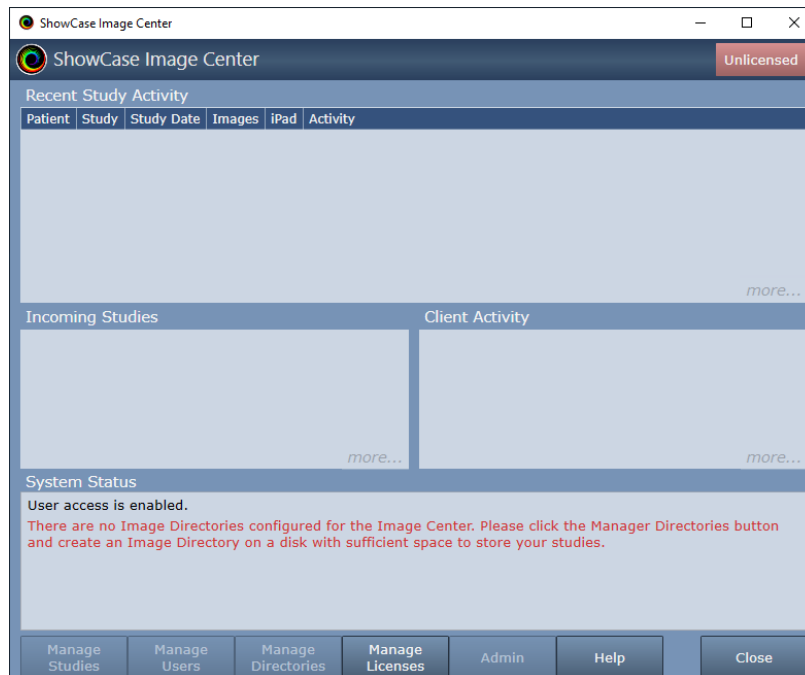 ShowCase Image Center
ShowCase Image Center
Unlicensed
Recent Study Activity
Patient Study Study Date Images iPad Activity
more...
Incoming Studies
Client Activity
more...
more...
System Status
User access is enabled.
There are no Image Directories configured for the Image Center. Please click the Manager Directories button
and create an Image Directory on a disk with sufficient space to store your studies.
Manage
Studies
Manage
Users
Manage
Directories
Manage
Licenses
Admin
Help
Close